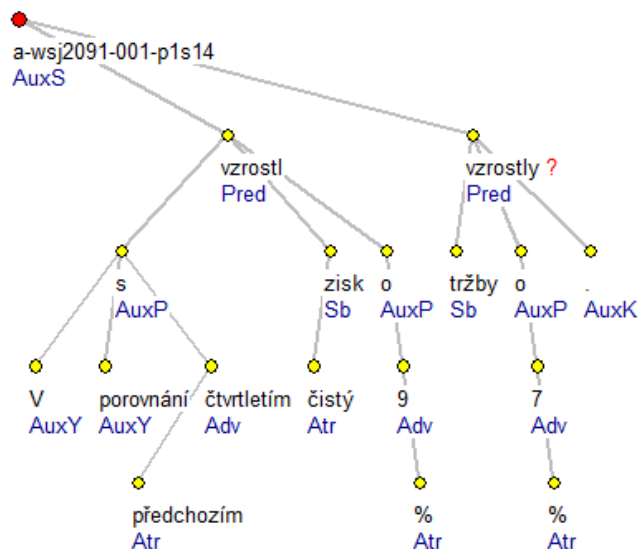 a-wsj2091-001-p1s14
AuxS
vzrostl vzrostly ?
Pred Pred
s zisk o tržby o .
AuxP Sb AuxP Sb AuxP AuxK
V porovnání čtvrtletím čistý 9 7
AuxY AuxY Adv Atr Adv Adv
předchozím % %
Atr Atr Atr